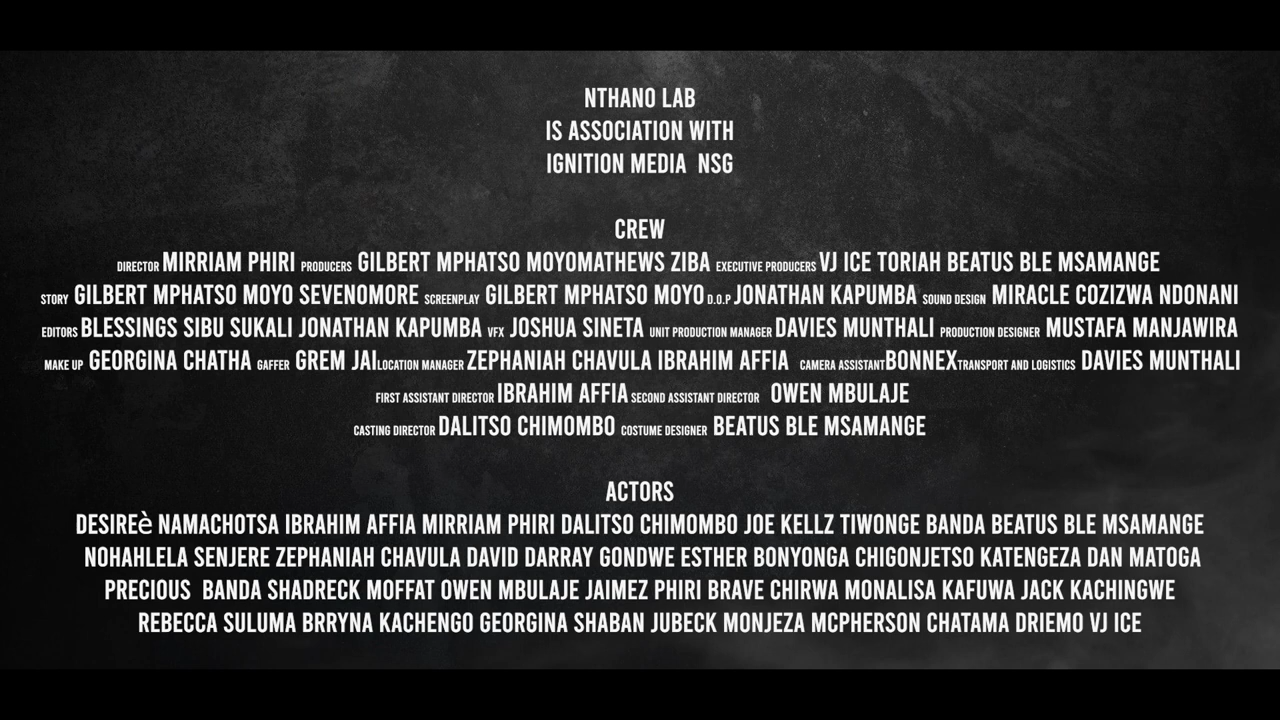 NTHANO LAB
IS ASSOCIATION WITH
IGNITION MEDIA NSG
CREW
DIRECTOR MIRRIAM PHIRI PRODUCERS GILBERT MPHATSO MOYOMATHEWS ZIBA EXECUTIVE PRODUCERS VJ ICE TORIAH BEATUS BLE MSAMANGE
STORY GILBERT MPHATSO MOYO SEVENOMORE SCREENPLAY GILBERT MPHATSO MOYO D.O.P JONATHAN KAPUMBA SOUND DESIGN MIRACLE COZIZWA NDONANI
EDITORS BLESSINGS SIBU SUKALI JONATHAN KAPUMBA VFX JOSHUA SINETA UNIT PRODUCTION MANAGER DAVIES MUNTHALI PRODUCTION DESIGNER MUSTAFA MANJAWIRA
MAKE UP GEORGINA CHATHA GAFFER GREM JAILOCATION MANAGER ZEPHANIAH CHAVULA IBRAHIM AFFIA CAMERA ASSISTANTBONNEXTRANSPORT AND LOGISTICS DAVIES MUNTHALI
FIRST ASSISTANT DIRECTOR IBRAHIM AFFIA SECOND ASSISTANT DIRECTOR OWEN MBULAJE
CASTING DIRECTOR DALITSO CHIMOMBO COSTUME DESIGNER BEATUS BLE MSAMANGE
ACTORS
DESIREè NAMACHOTSA IBRAHIM AFFIA MIRRIAM PHIRI DALITSO CHIMOMBO JOE KELLZ TIWONGE BANDA BEATUS BLE MSAMANGE
NOHAHLELA SENJERE ZEPHANIAH CHAVULA DAVID DARRAY GONDWE ESTHER BONYONGA CHIGONJETSO KATENGEZA DAN MATOGA
PRECIOUS BANDA SHADRECK MOFFAT OWEN MBULAJE JAIMEZ PHIRI BRAVE CHIRWA MONALISA KAFUWA JACK KACHINGWE
REBECCA SULUMA BRRYNA KACHENGO GEORGINA SHABAN JUBECK MONJEZA MCPHERSON CHATAMA DRIEMO VJ ICE